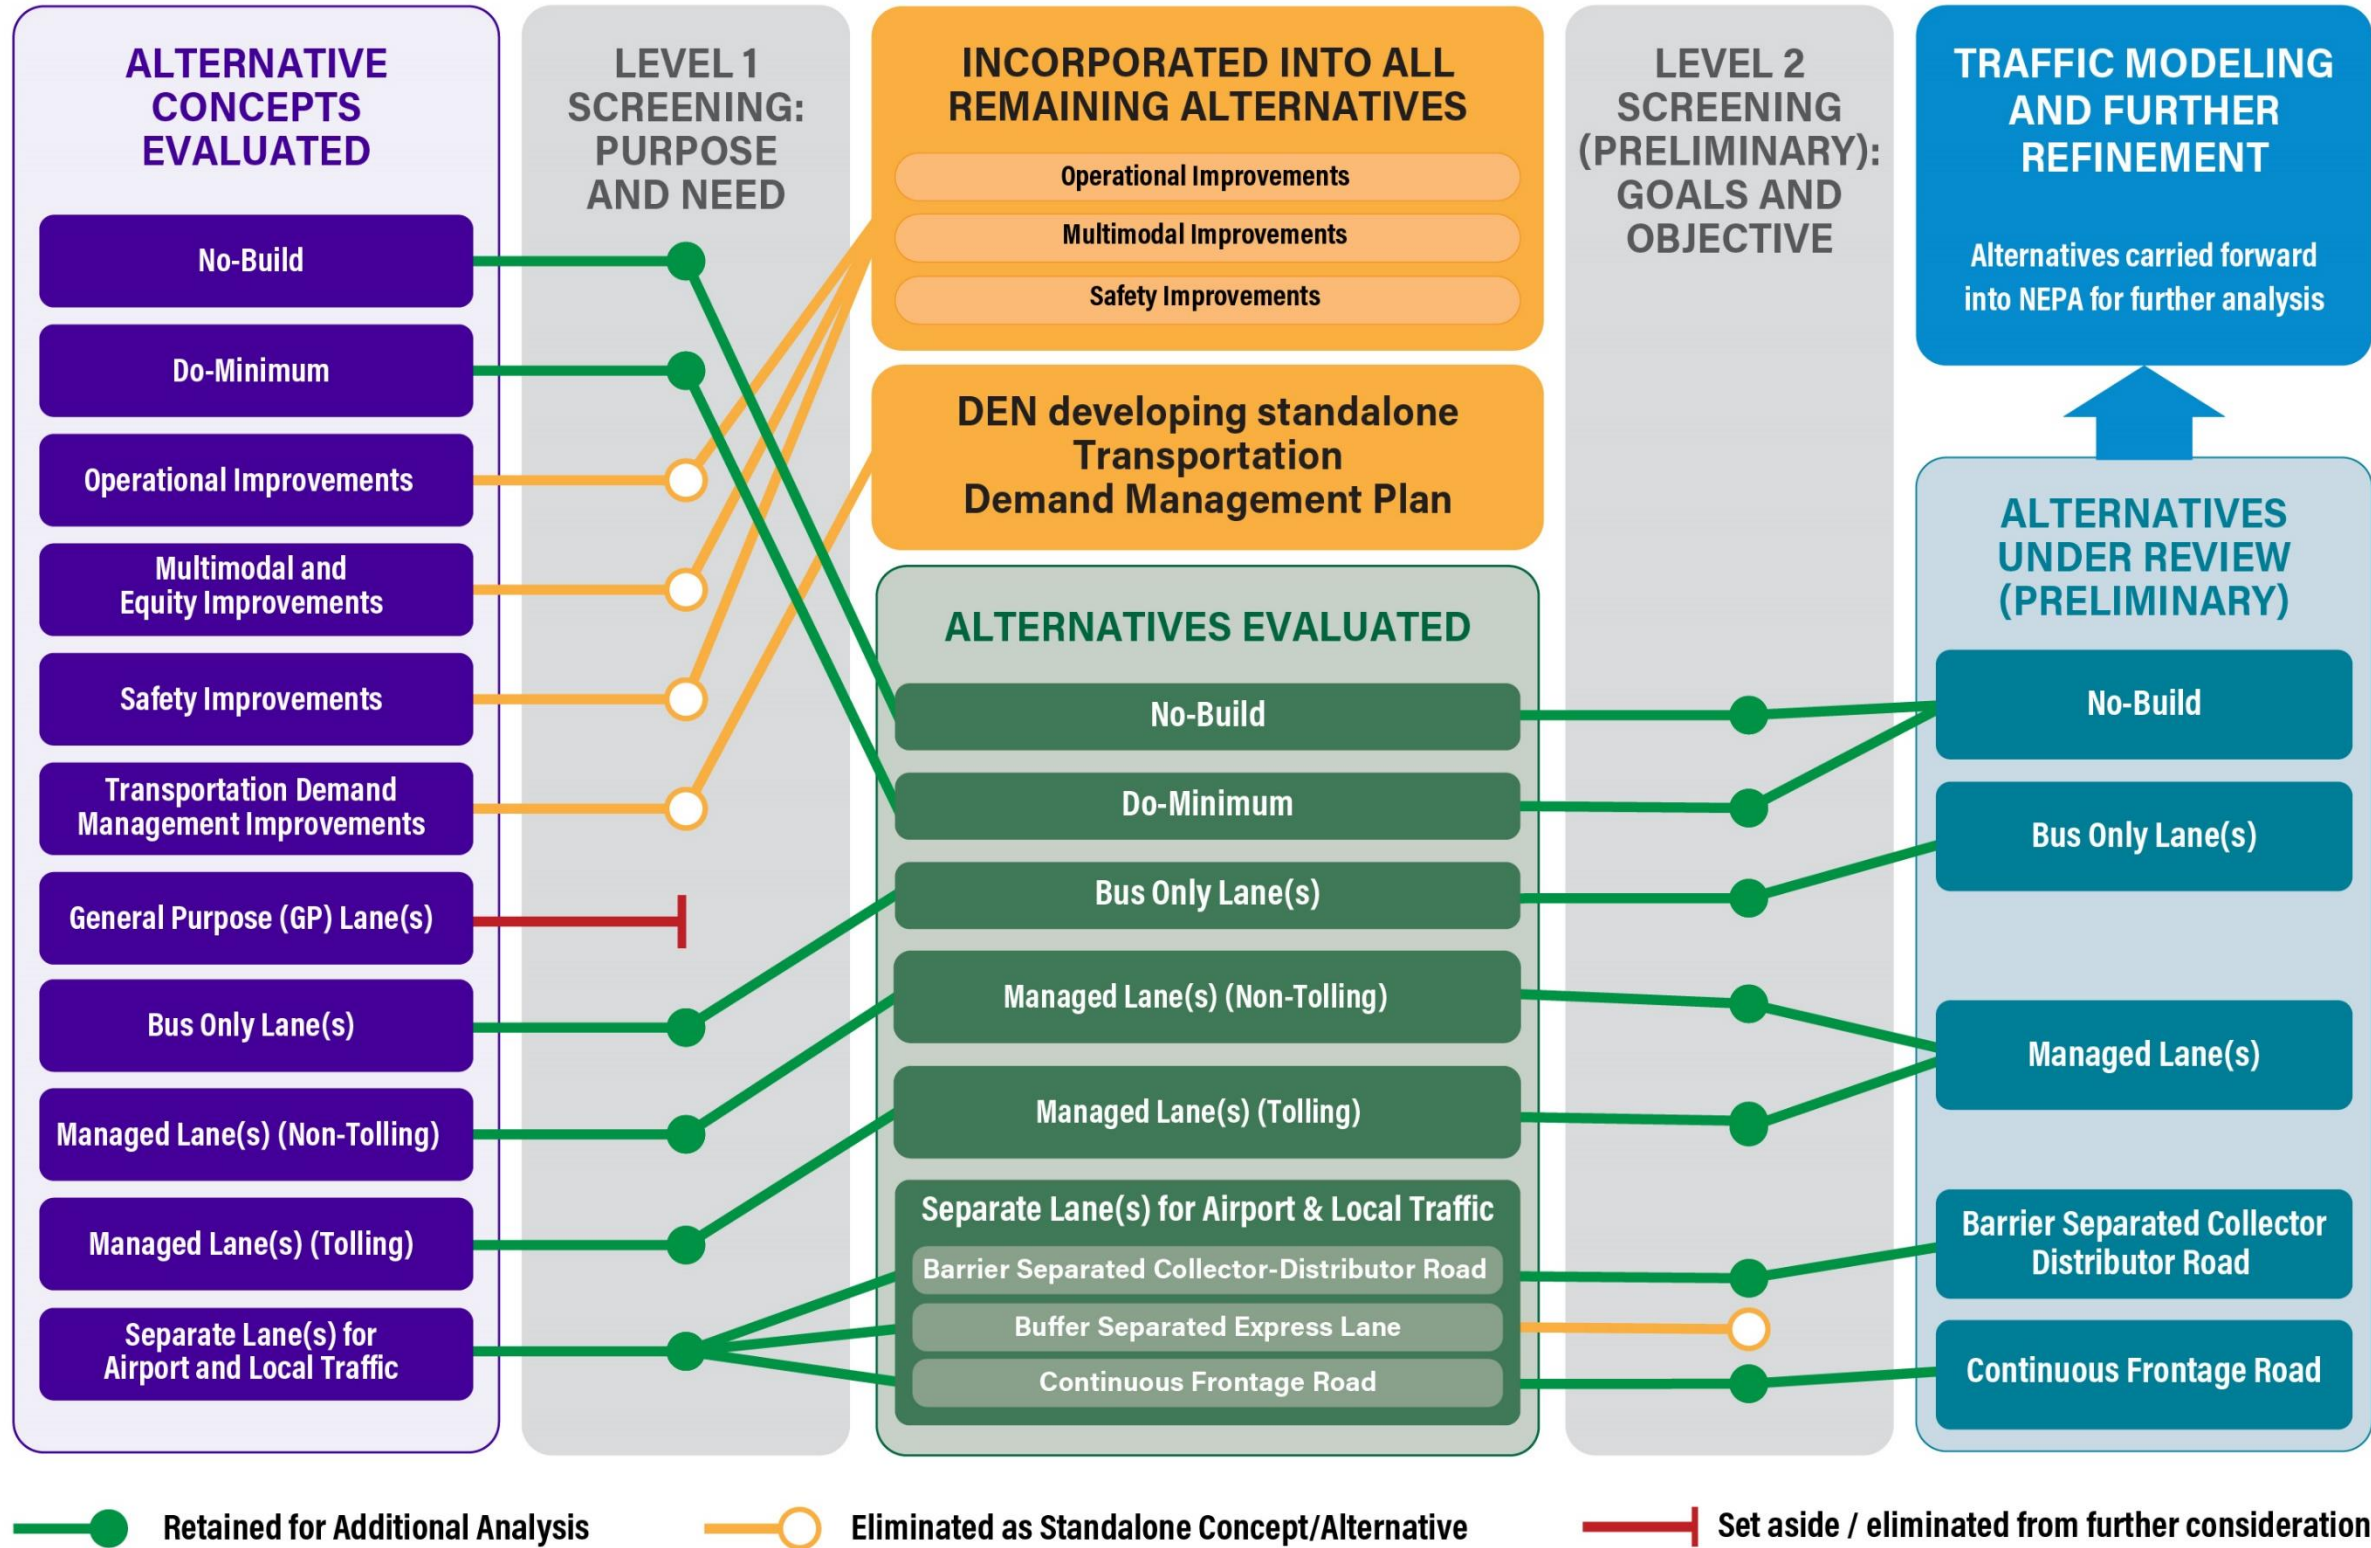 ALTERNATIVE
CONCEPTS
EVALUATED
No-Build
Do-Minimum
Operational Improvements
Multimodal and
Equity Improvements
Safety Improvements
Transportation Demand
Management Improvements
General Purpose (GP) Lane(s)
Bus Only Lane(s)
Managed Lane(s) (Non-Tolling)
Managed Lane(s) (Tolling)
Separate Lane(s) for
Airport and Local Traffic
LEVEL 1
SCREENING:
PURPOSE
AND NEED
INCORPORATED INTO ALL
REMAINING ALTERNATIVES
Operational Improvements
Multimodal Improvements
Safety Improvements
DEN developing standalone
Transportation
Demand Management Plan
ALTERNATIVES EVALUATED
No-Build
Do-Minimum
Bus Only Lane(s)
Managed Lane(s) (Non-Tolling)
Managed Lane(s) (Tolling)
Separate Lane(s) for Airport & Local Traffic
Barrier Separated Collector-Distributor Road
Buffer Separated Express Lane
Continuous Frontage Road
LEVEL 2
SCREENING
(PRELIMINARY):
GOALS AND
OBJECTIVE
TRAFFIC MODELING
AND FURTHER
REFINEMENT
Alternatives carried forward
into NEPA for further analysis
ALTERNATIVES
UNDER REVIEW
(PRELIMINARY)
No-Build
Bus Only Lane(s)
Managed Lane(s)
Barrier Separated Collector
Distributor Road
Continuous Frontage Road
Retained for Additional Analysis
Eliminated as Standalone Concept/Alternative
Set aside / eliminated from further consideration